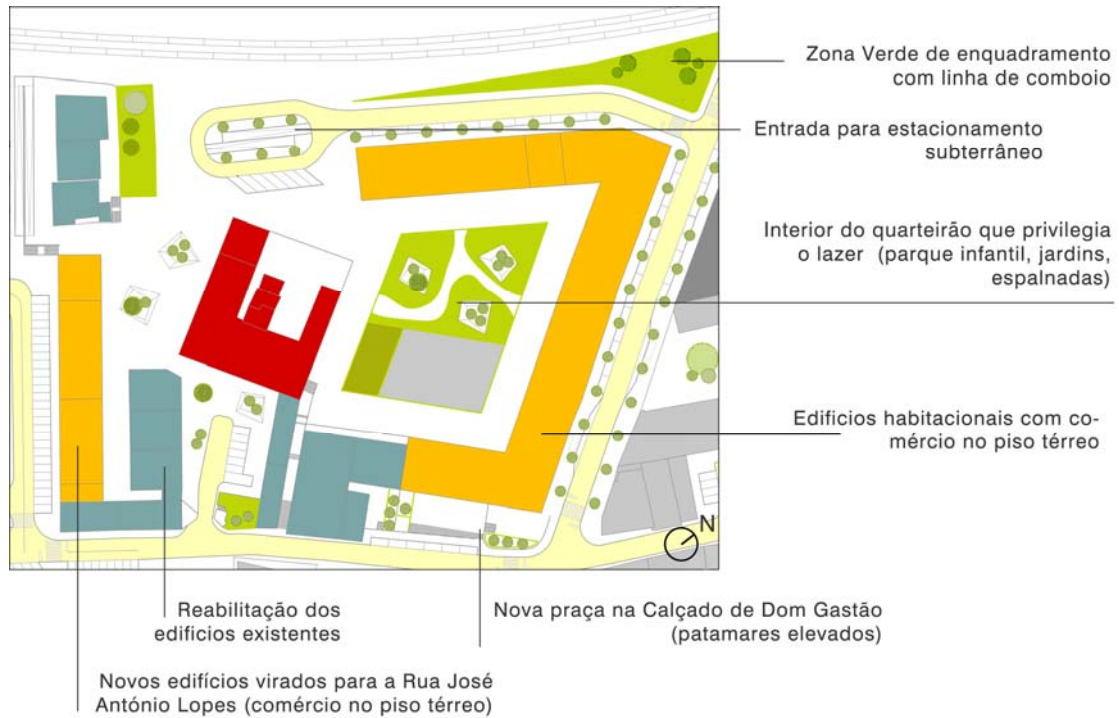 Zona Verde de enquadramento
com linha de comboio
Entrada para estacionamento
subterrâneo
Interior do quarteirão que privilegia
o lazer (parque infantil, jardins,
espalnadas)
Edificios habitacionais com co-
mércio no piso térreo
N
Reabilitação dos
edificios existentes
Nova praça na Calçado de Dom Gastão
(patamares elevados)
Novos edifícios virados para a Rua José
António Lopes (comércio no piso térreo)